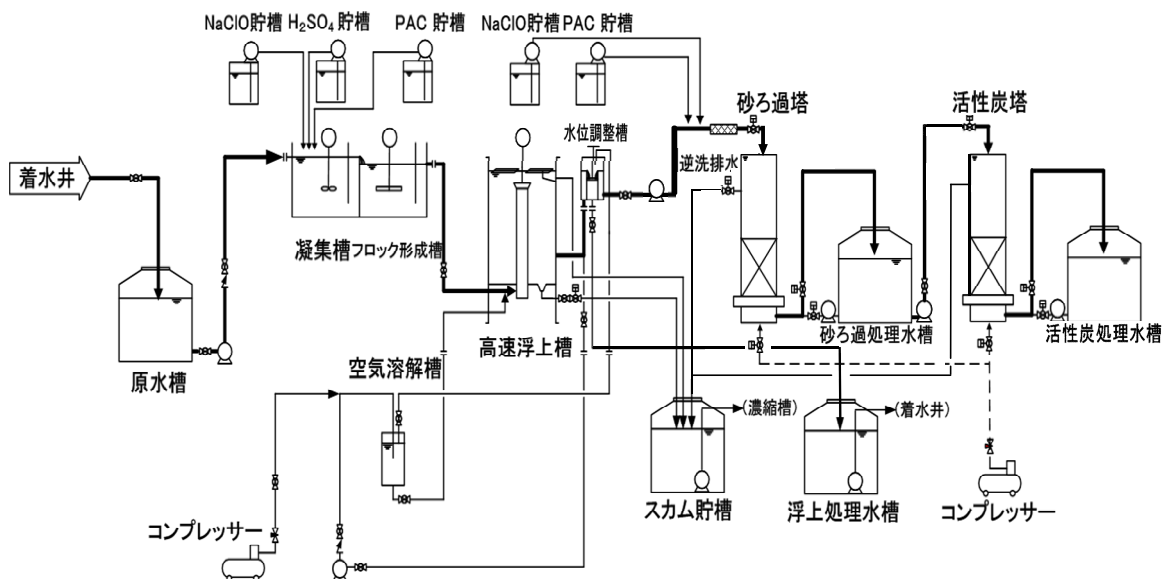 NaClO貯槽 H₂SO₄ 貯槽 PAC 貯槽 NaClO貯槽 PAC 貯槽
砂ろ過塔
活性炭塔
水位調整槽
着水井
逆洗排水
凝集槽 フロック形成槽
高速浮上槽
砂ろ過処理水槽
活性炭処理水槽
原水槽
空気溶解槽
(濃縮槽)
(着水井)
スカム貯槽
浮上処理水槽
コンプレッサー
コンプレッサー